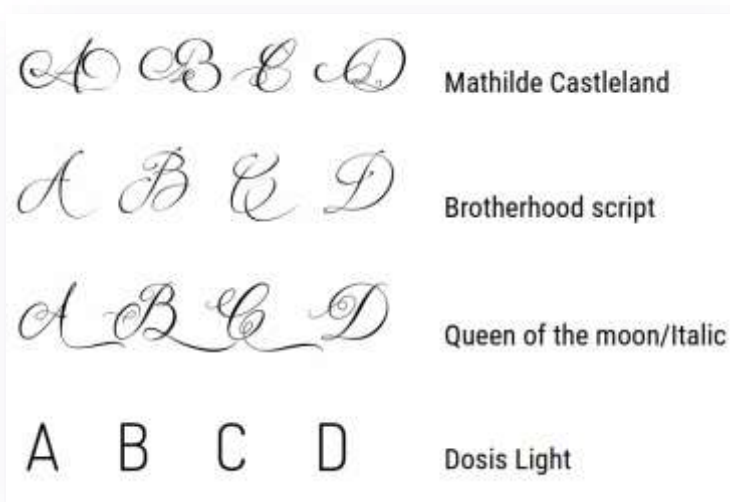 A B C D Mathilde Castleland
A B C D Brotherhood script
A B C D Queen of the moon/Italic
A B C D Dosis Light